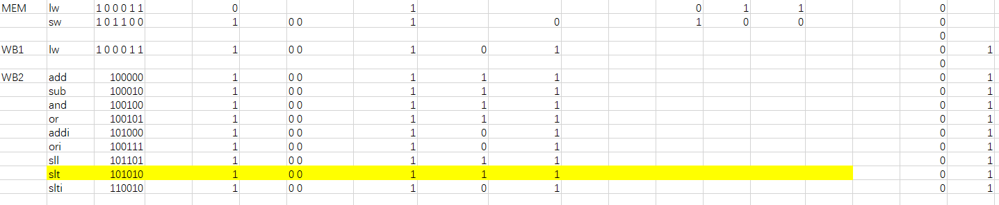 MEM lw 1 0 0 0 1 1 0 1 0 1 1 0
sw 1 0 1 1 0 0 1 0 0 1 0 1 0 0 0
0
WB1 lw 1 0 0 0 1 1 1 0 0 1 0 1 0 1
0
WB2 add 100000 1 0 0 1 1 1 0 1
sub 100010 1 0 0 1 1 1 0 1
and 100100 1 0 0 1 1 1 0 1
or 100101 1 0 0 1 1 1 0 1
addi 101000 1 0 0 1 0 1 0 1
ori 100111 1 0 0 1 0 1 0 1
sll 101101 1 0 0 1 1 1 0 1
slt 101010 1 0 0 1 1 1 0 1
slti 110010 1 0 0 1 0 1 0 1